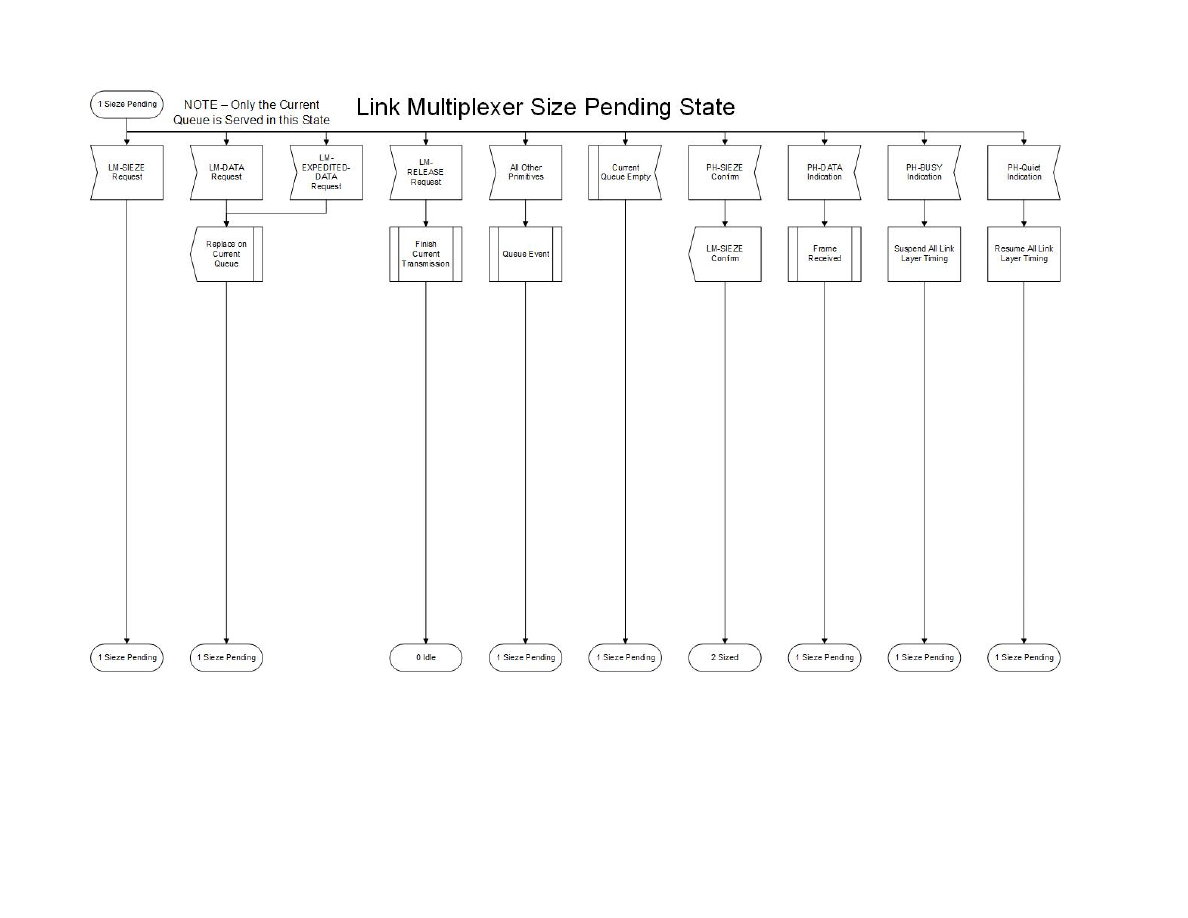 1 Sieze Pending
NOTE – Only the Current
Queue is Served in this State
Link Multiplexer Size Pending State
LM-SIEZE
Request
LM-DATA
Request
LM-
EXPEDITED-
DATA
Request
LM-
RELEASE
Request
All Other
Primitives
Current
Queue Empty
PH-SIEZE
Confirm
PH-DATA
Indication
PH-BUSY
Indication
PH-Quiet
Indication
Replace on
Current
Queue
Finish
Current
Transmission
Queue Event
LM-SIEZE
Confirm
Frame
Received
Suspend All Link
Layer Timing
Resume All Link
Layer Timing
1 Sieze Pending
1 Sieze Pending
0 Idle
1 Sieze Pending
1 Sieze Pending
2 Sized
1 Sieze Pending
1 Sieze Pending
1 Sieze Pending